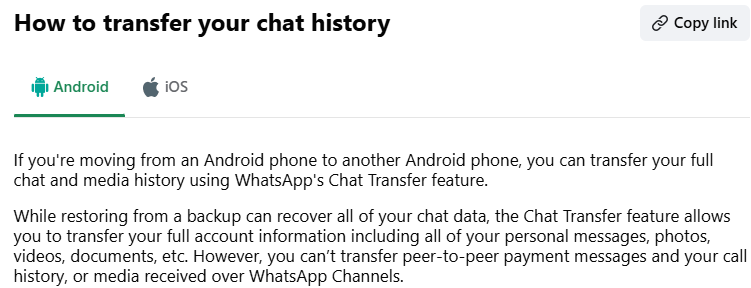 How to transfer your chat history
Copy link
Android
iOS
If you're moving from an Android phone to another Android phone, you can transfer your full
chat and media history using WhatsApp's Chat Transfer feature.
While restoring from a backup can recover all of your chat data, the Chat Transfer feature allows
you to transfer your full account information including all of your personal messages, photos,
videos, documents, etc. However, you can’t transfer peer-to-peer payment messages and your call
history, or media received over WhatsApp Channels.